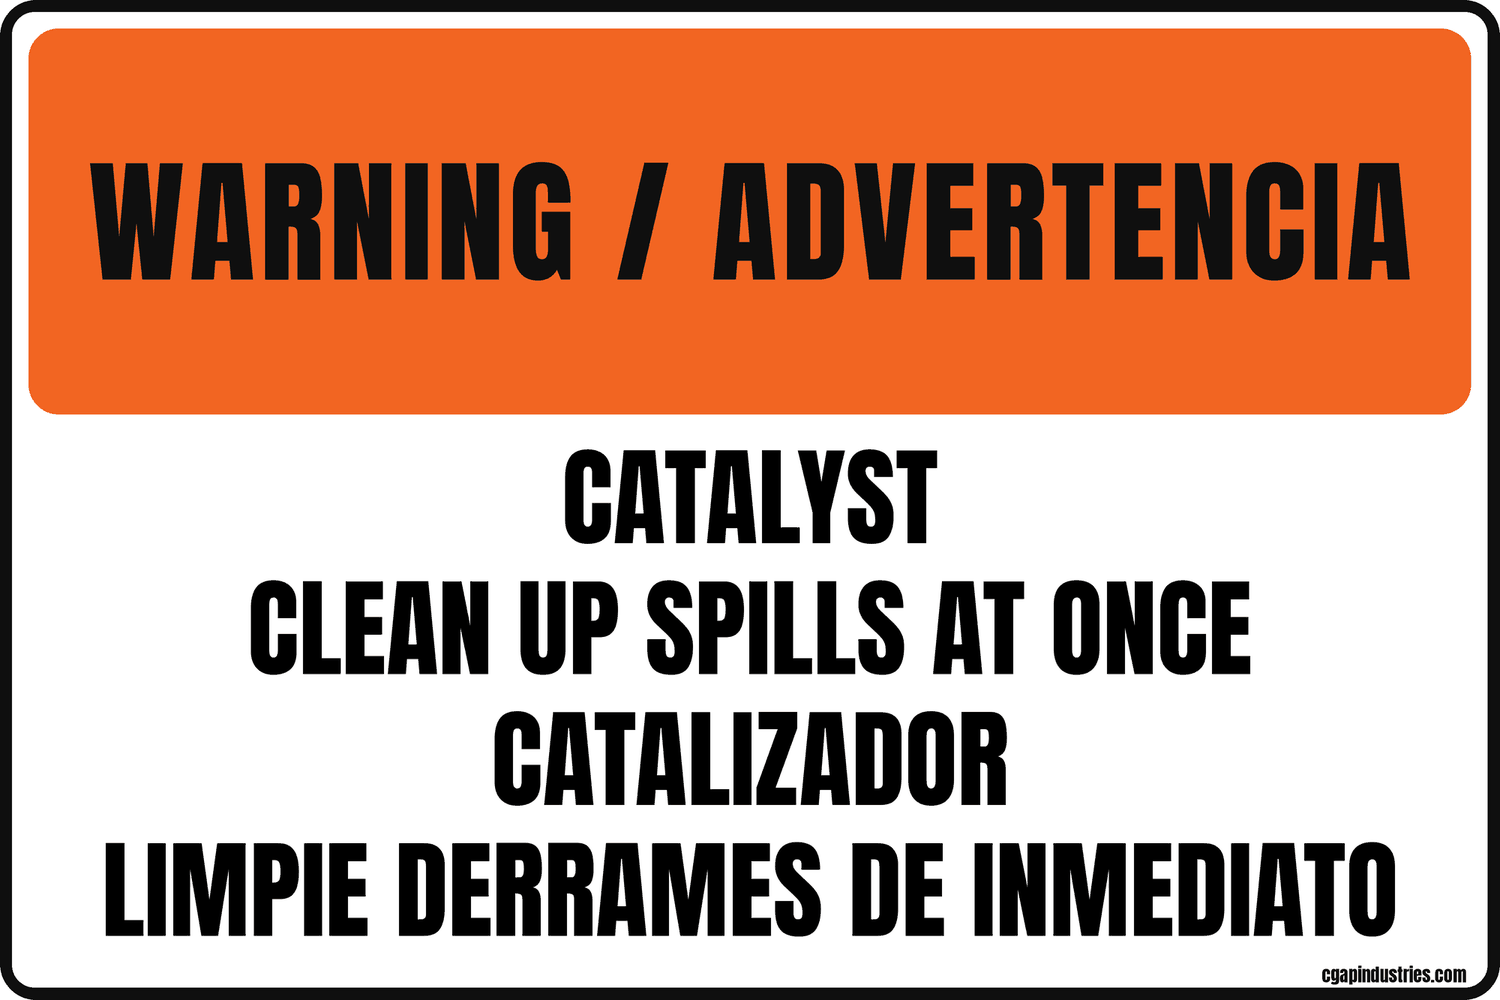 WARNING / ADVERTENCIA
CATALYST
CLEAN UP SPILLS AT ONCE
CATALIZADOR
LIMPIE DERRAMES DE INMEDIATO
cgapindustries.com